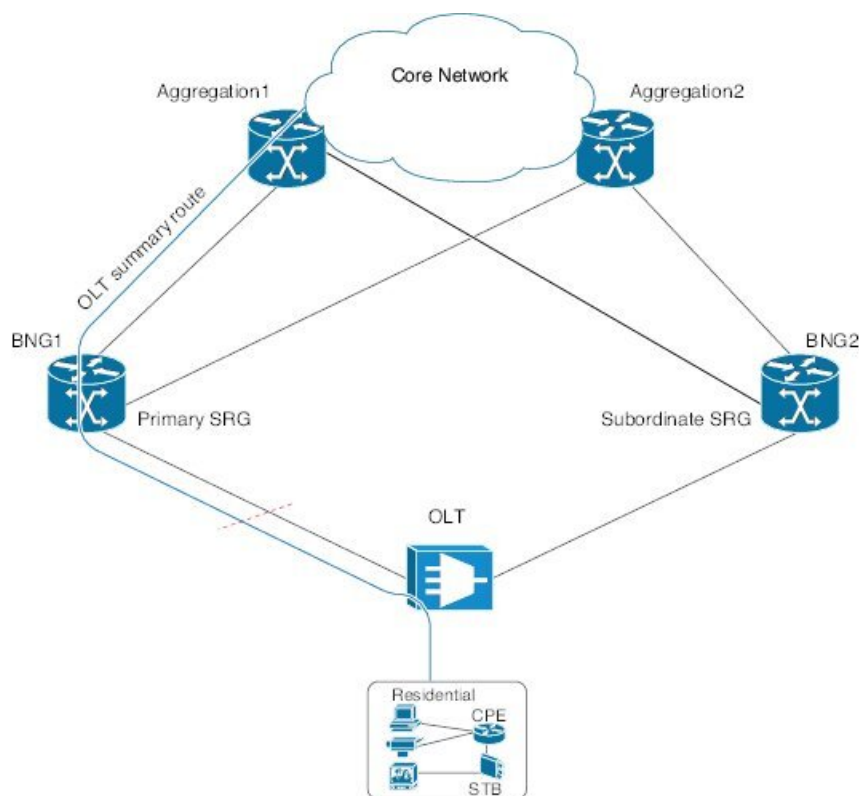 Core Network
Aggregation1
Aggregation2
OLT summary route
BNG1
BNG2
Primary SRG
Subordinate SRG
OLT
Residential
CPE
STB